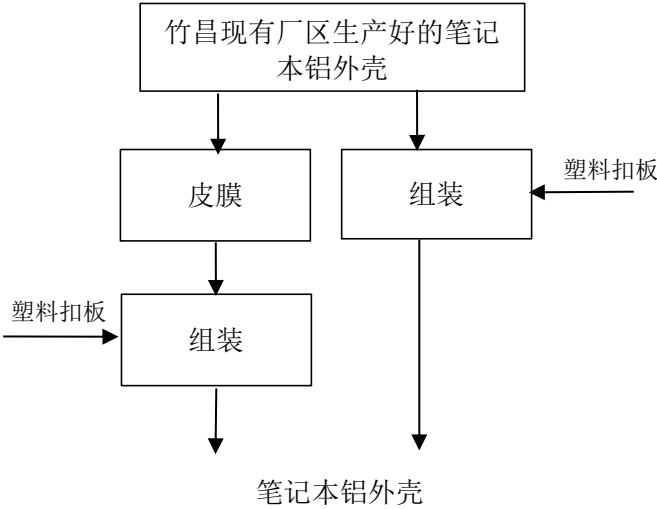 竹昌现有厂区生产好的笔记
本铝外壳
皮膜
组装
塑料扣板
塑料扣板
组装
笔记本铝外壳